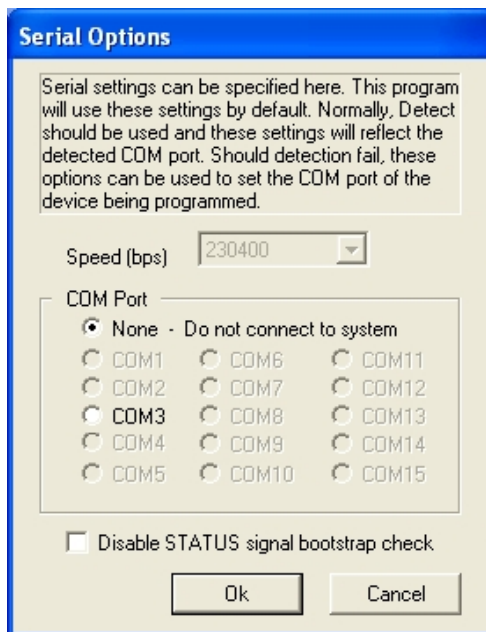 Serial Options
Serial settings can be specified here. This program
will use these settings by default. Normally, Detect
should be used and these settings will reflect the
detected COM port. Should detection fail, these
options can be used to set the COM port of the
device being programmed.
Speed (bps) 230400
COM Port
None - Do not connect to system
COM1 COM6 COM11
COM2 COM7 COM12
COM3 COM8 COM13
COM4 COM9 COM14
COM5 COM10 COM15
Disable STATUS signal bootstrap check
Ok Cancel